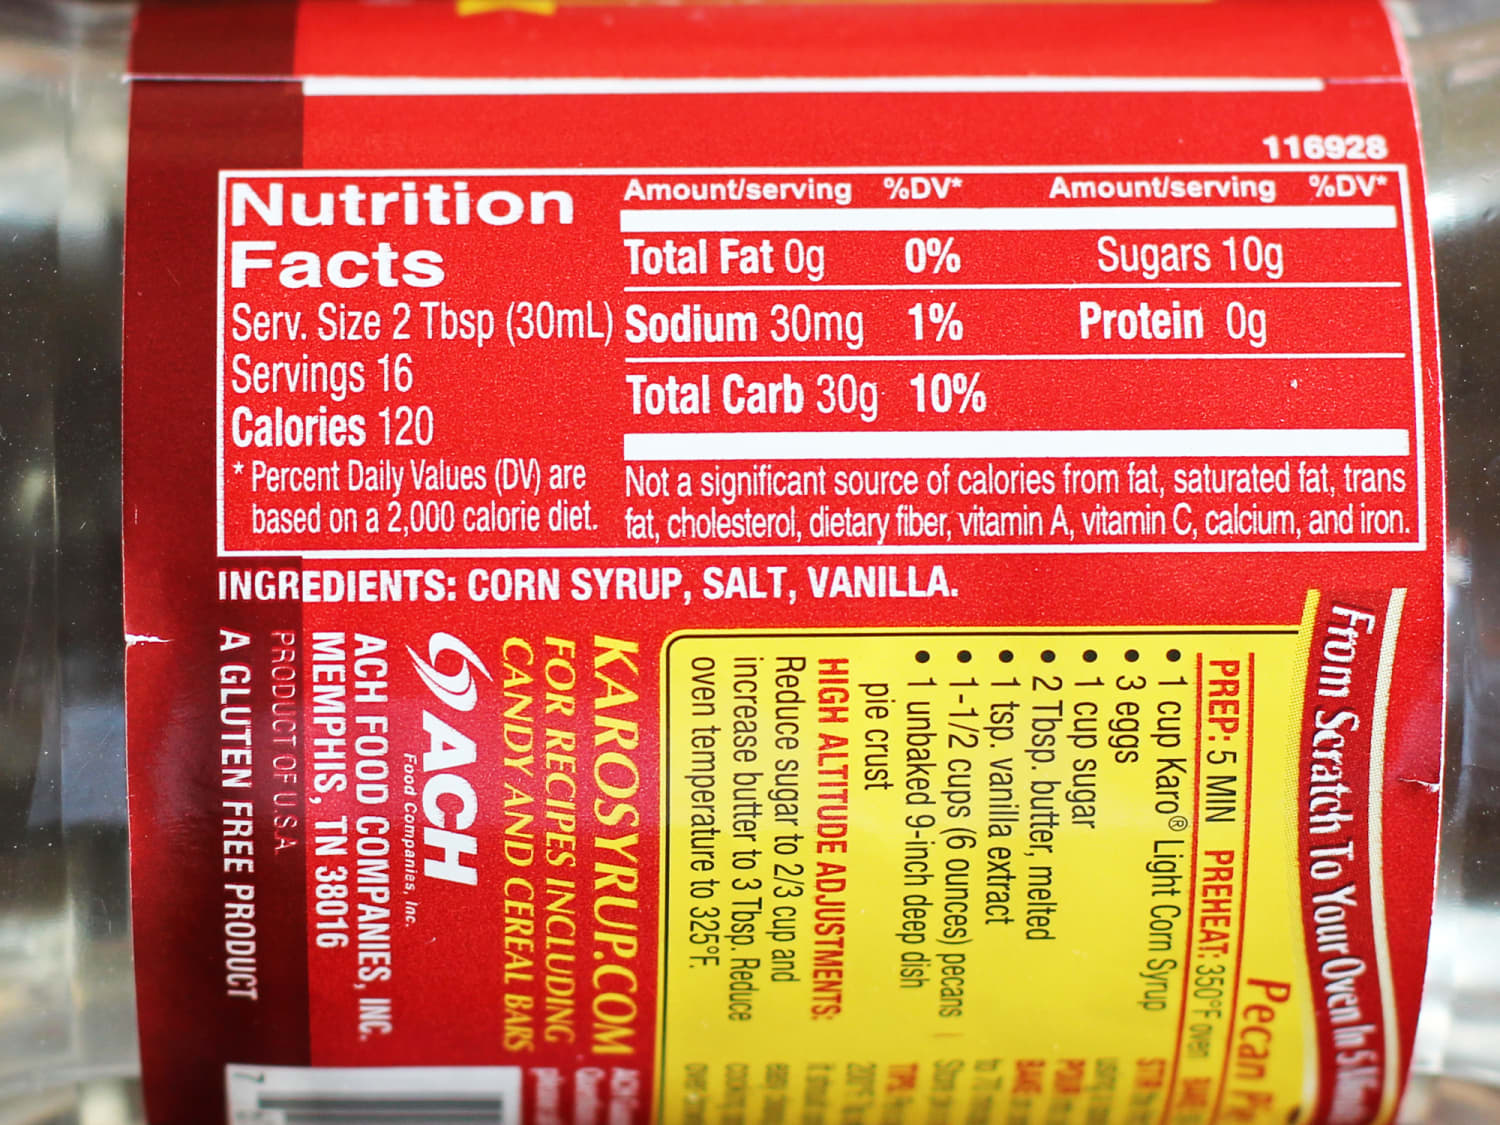 116928
Nutrition
Facts
Serv. Size 2 Tbsp (30mL)
Servings 16
Calories 120
* Percent Daily Values (DV) are
based on a 2,000 calorie diet.
Amount/serving %DV* Amount/serving %DV*
Total Fat 0g 0% Sugars 10g
Sodium 30mg 1% Protein 0g
Total Carb 30g 10%
Not a significant source of calories from fat, saturated fat, trans
fat, cholesterol, dietary fiber, vitamin A, vitamin C, calcium, and iron.
INGREDIENTS: CORN SYRUP, SALT, VANILLA.
From Scratch To Your Oven In 5
Pecan
PREP: 5 MIN PREHEAT: 350°F oven BAKE
• 1 cup Karo® Light Corn Syrup
• 3 eggs
• 1 cup sugar
• 2 Tbsp. butter, melted
• 1 tsp. vanilla extract
• 1-1/2 cups (6 ounces) pecans
• 1 unbaked 9-inch deep dish
pie crust
HIGH ALTITUDE ADJUSTMENTS:
Reduce sugar to 2/3 cup and
increase butter to 3 Tbsp. Reduce
oven temperature to 325°F.
KAROSYRUP.COM
FOR RECIPES INCLUDING
CANDY AND CEREAL BARS
ACH
Food Companies, Inc.
ACH FOOD COMPANIES, INC.
MEMPHIS, TN 38016
PRODUCT OF U.S.A.
A GLUTEN FREE PRODUCT
7